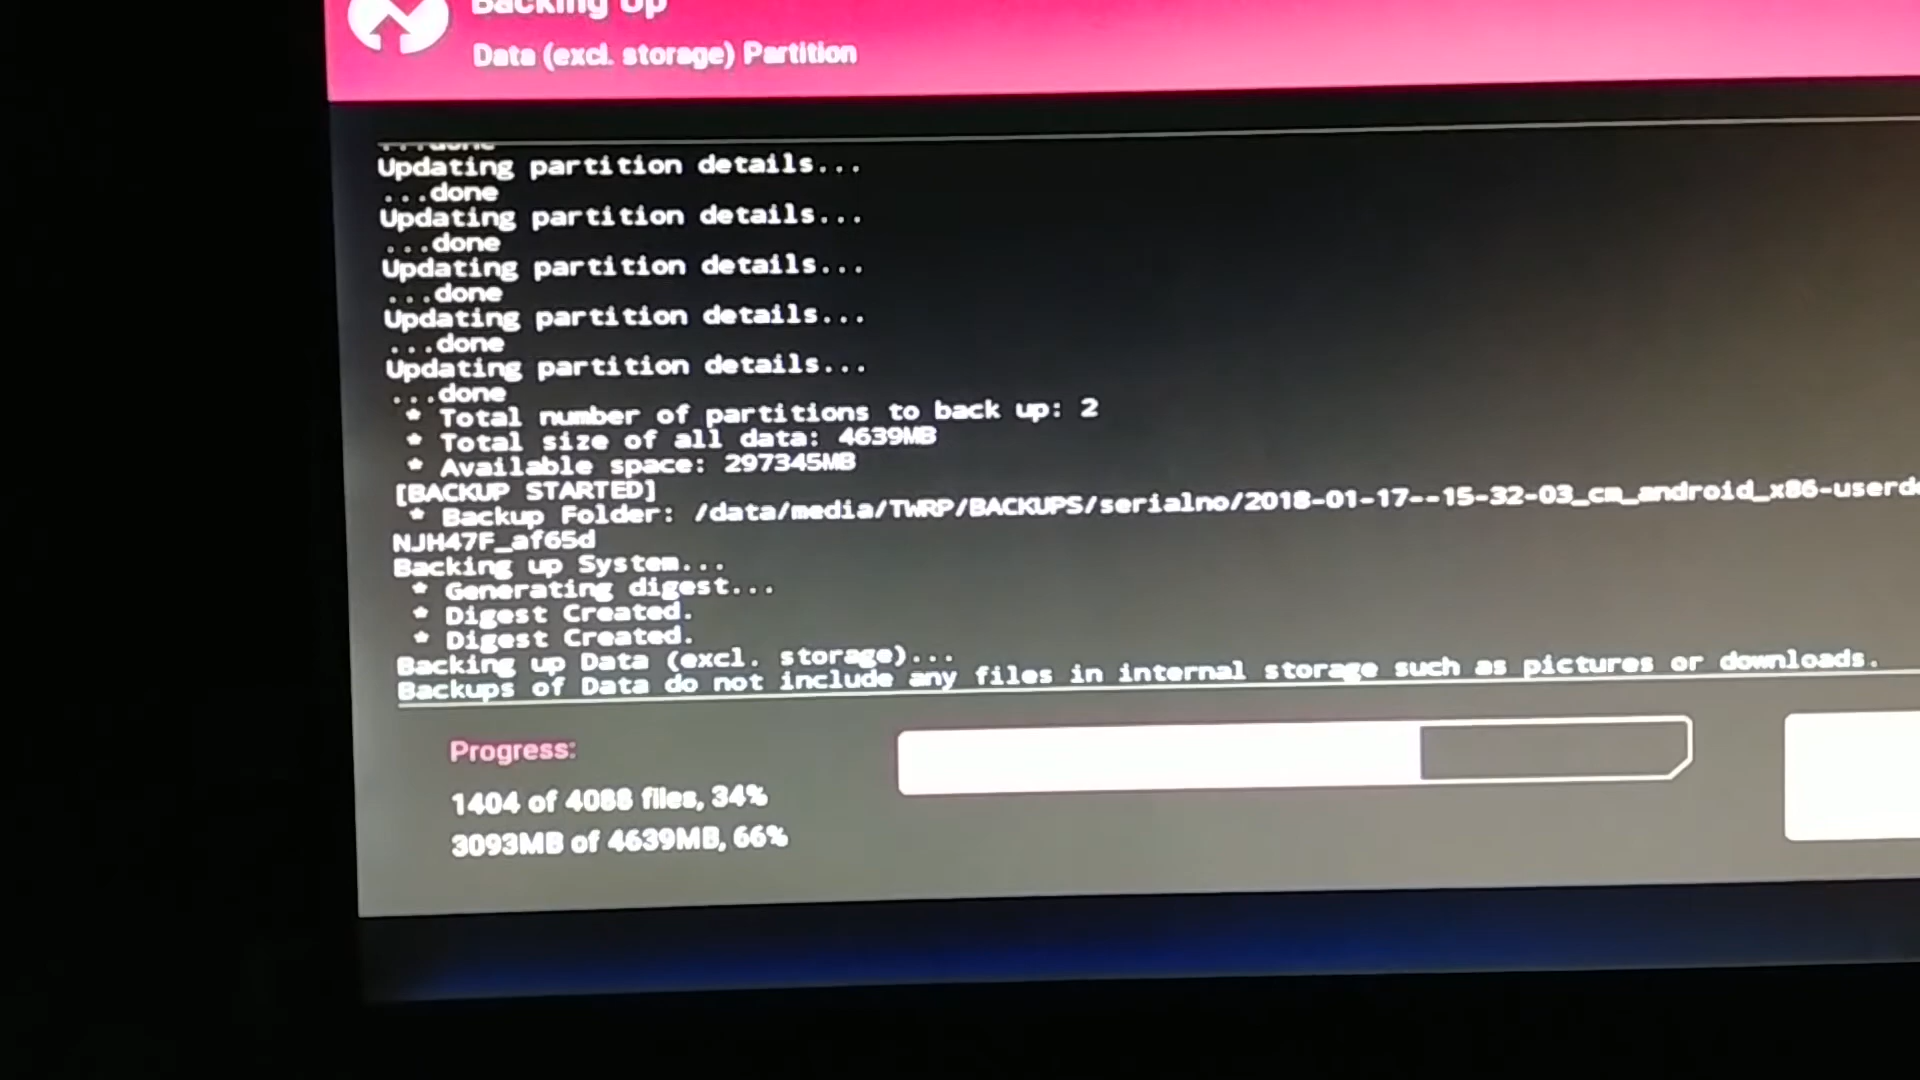 Backing Up
Data (excl. storage) Partition
...done
Updating partition details...
...done
Updating partition details...
...done
Updating partition details...
...done
Updating partition details...
...done
Updating partition details...
...done
* Total number of partitions to back up: 2
* Total size of all data: 4639MB
* Available space: 297345MB
[BACKUP STARTED]
* Backup Folder: /data/media/TWRP/BACKUPS/serialno/2018-01-17--15-32-03_cm_android_x86-userd
NJH47F_af65d
Backing up System...
* Generating digest...
* Digest Created.
* Digest Created.
Backing up Data (excl. storage)...
Backups of Data do not include any files in internal storage such as pictures or downloads.
Progress:
1404 of 4088 files, 34%
3093MB of 4639MB, 66%